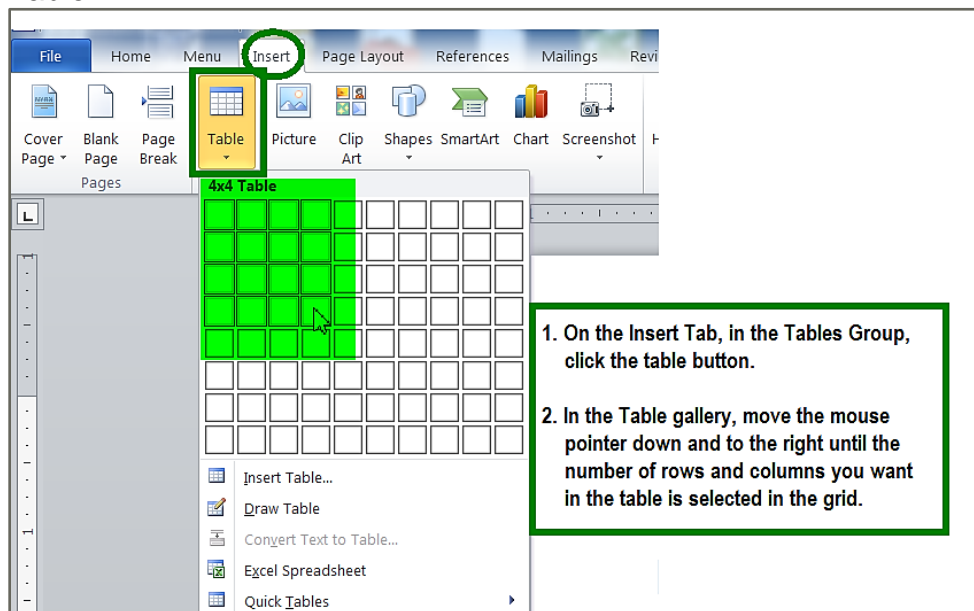 File Home Menu Insert Page Layout References Mailings Revi
Cover Page Blank Page Page Break Table Picture Clip Art Shapes SmartArt Chart Screenshot H
Pages
4x4 Table
L
1. On the Insert Tab, in the Tables Group,
click the table button.
2. In the Table gallery, move the mouse
pointer down and to the right until the
number of rows and columns you want
in the table is selected in the grid.
Insert Table...
Draw Table
Convert Text to Table...
Excel Spreadsheet
Quick Tables